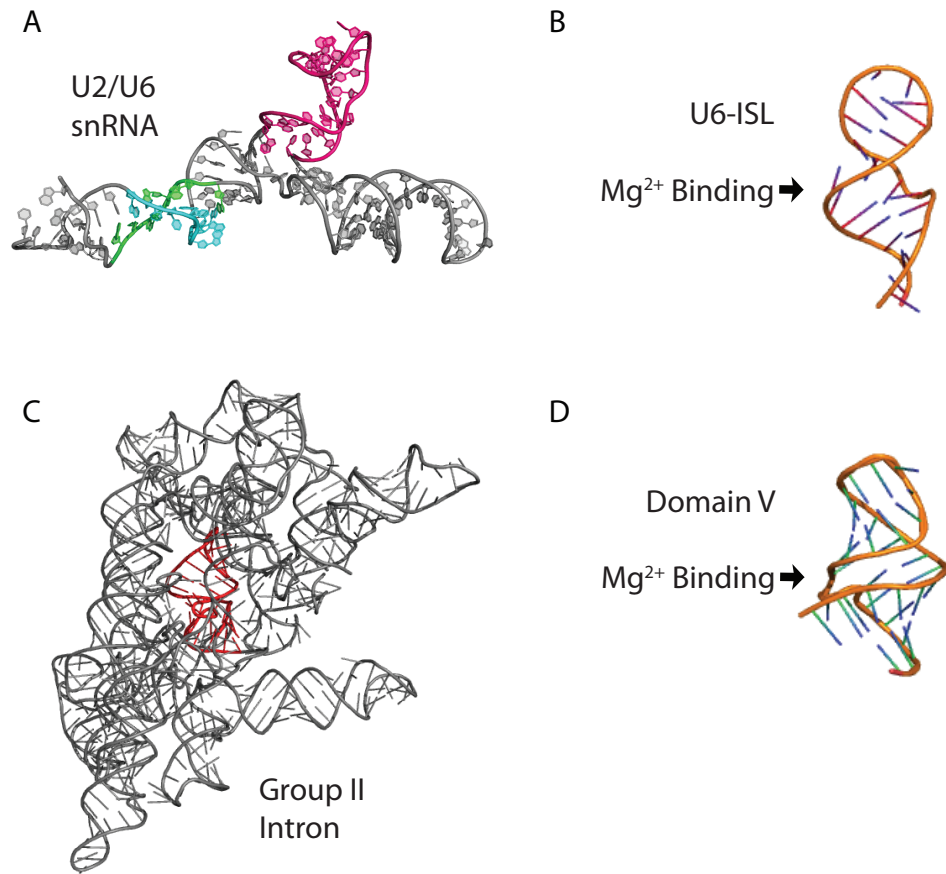 A
U2/U6
snRNA
B
U6-ISL
Mg²⁺ Binding
C
Group II
Intron
D
Domain V
Mg²⁺ Binding